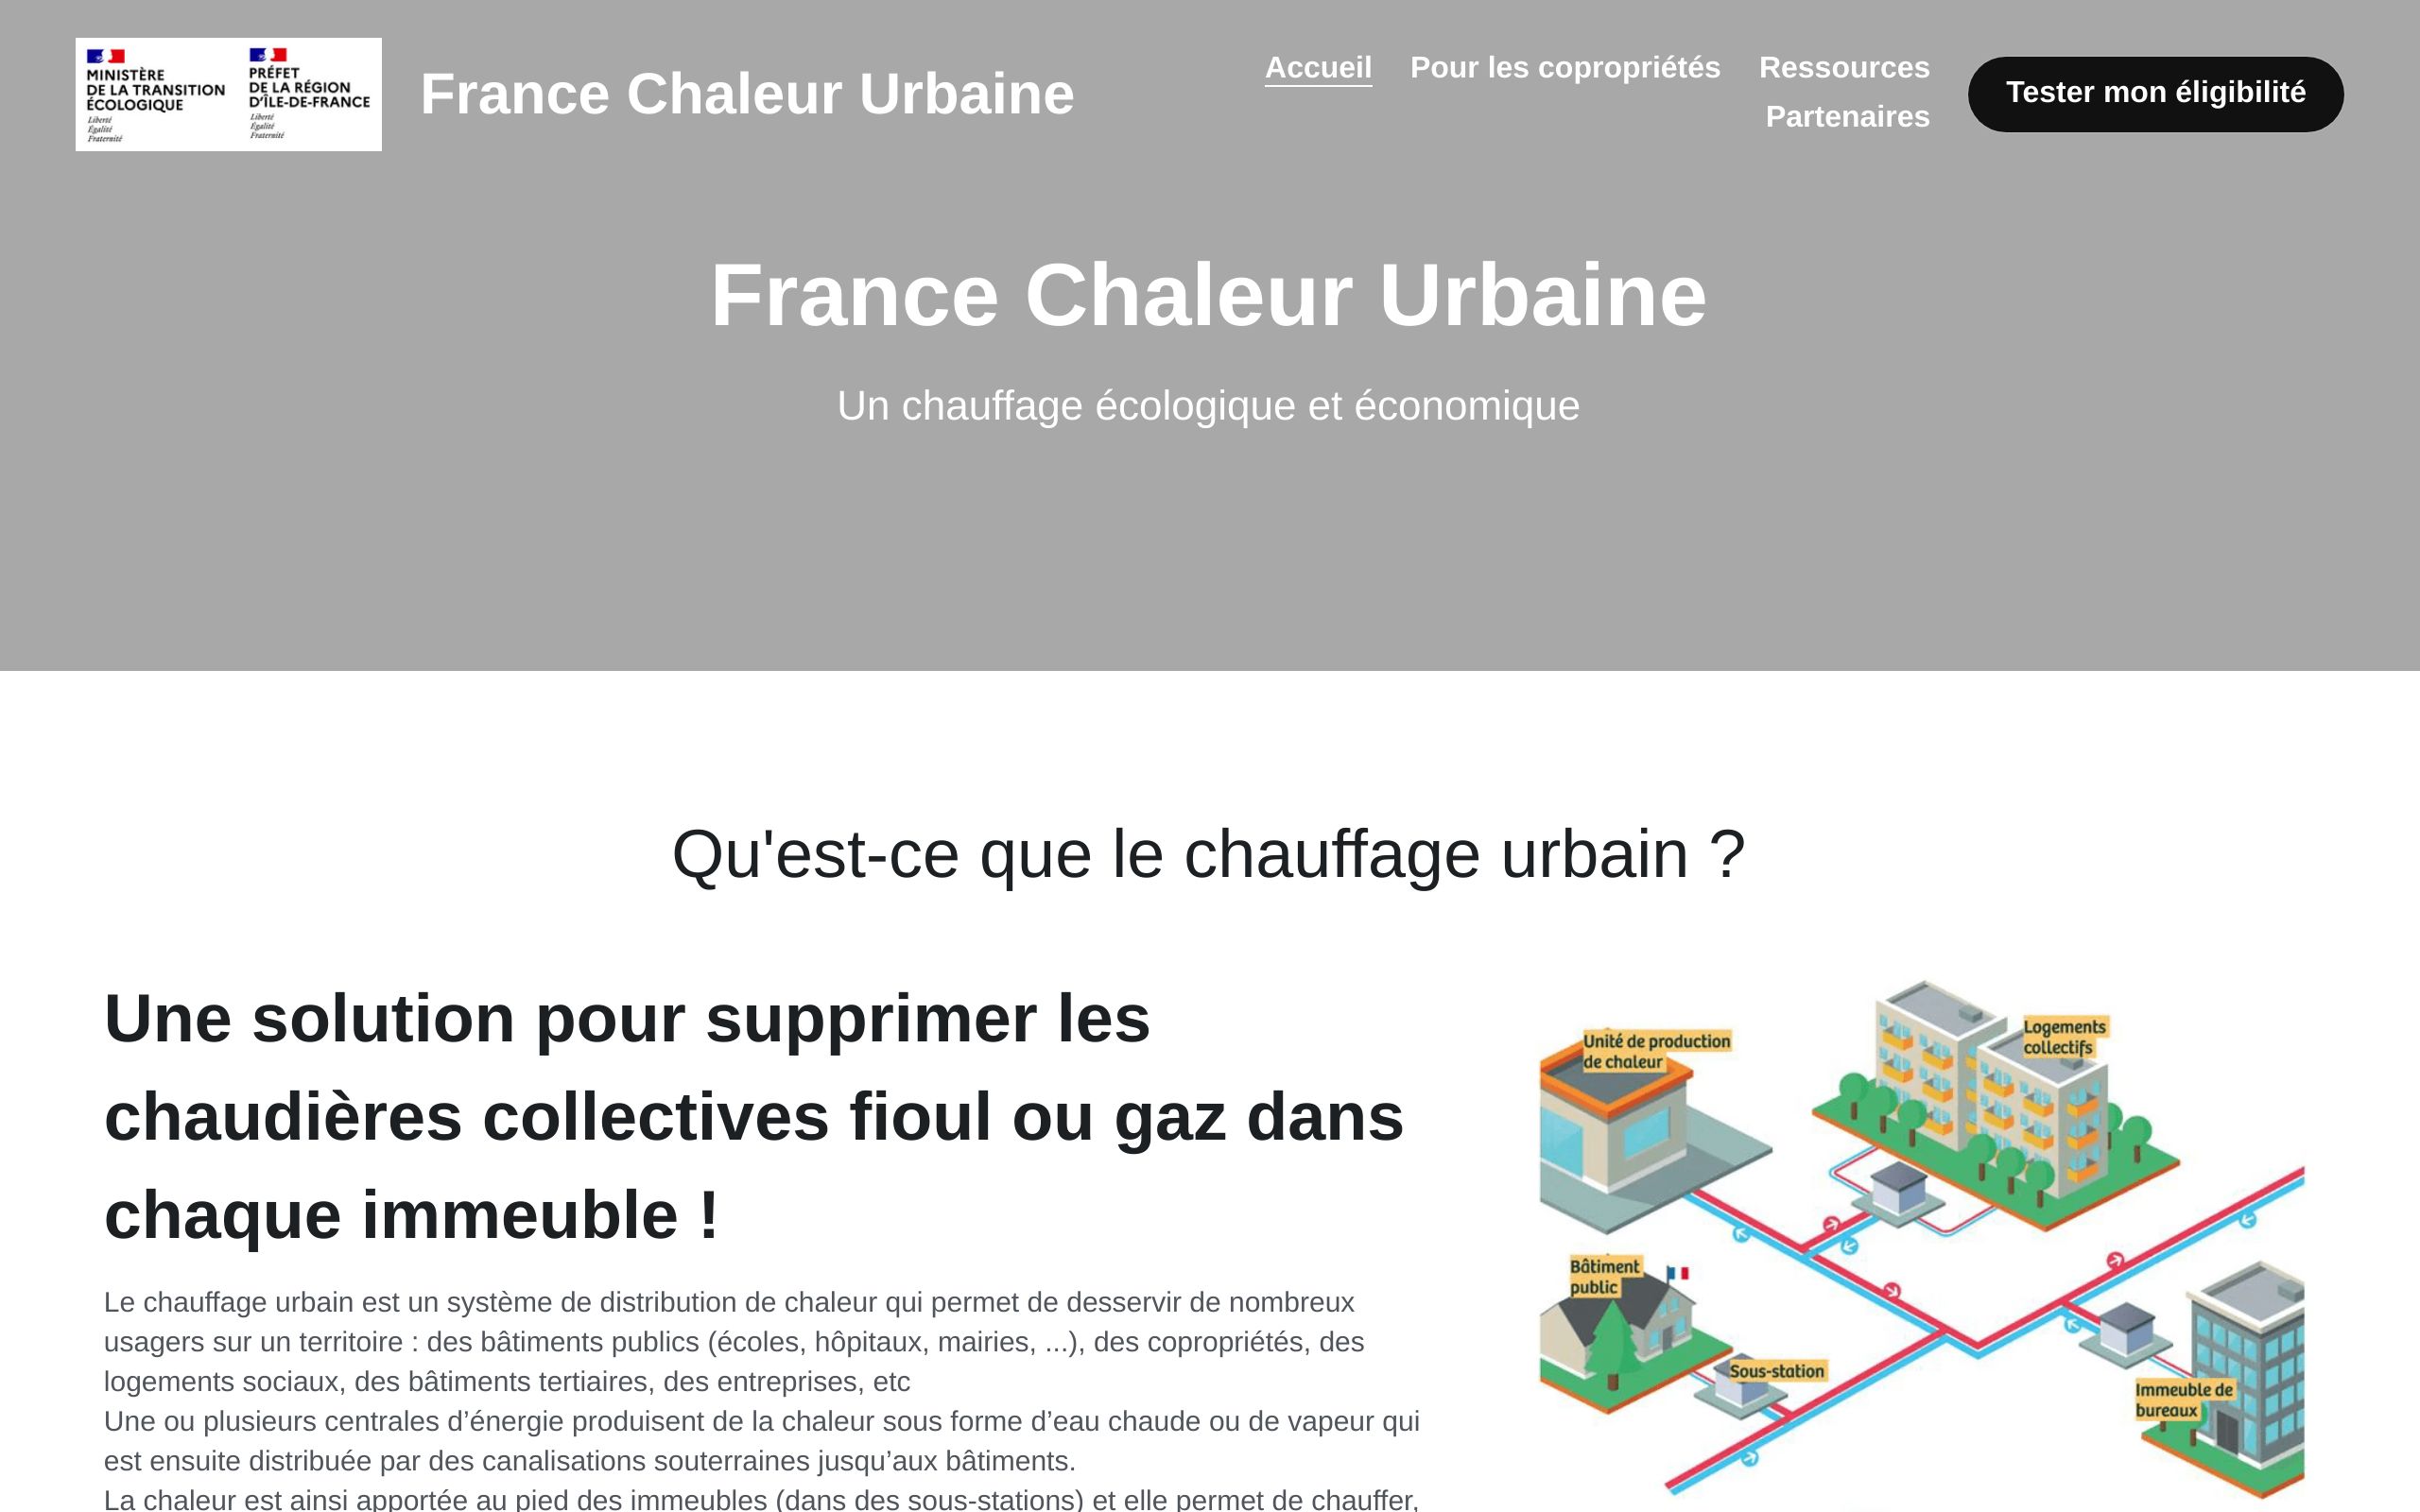 MINISTÈRE
DE LA TRANSITION
ÉCOLOGIQUE
Liberté
Égalité
Fraternité
PRÉFET
DE LA RÉGION
D'ÎLE-DE-FRANCE
Liberté
Égalité
Fraternité
France Chaleur Urbaine
Accueil Pour les copropriétés Ressources
Partenaires
Tester mon éligibilité
France Chaleur Urbaine
Un chauffage écologique et économique
Qu'est-ce que le chauffage urbain ?
Une solution pour supprimer les
chaudières collectives fioul ou gaz dans
chaque immeuble !
Le chauffage urbain est un système de distribution de chaleur qui permet de desservir de nombreux
usagers sur un territoire : des bâtiments publics (écoles, hôpitaux, mairies, ...), des copropriétés, des
logements sociaux, des bâtiments tertiaires, des entreprises, etc
Une ou plusieurs centrales d’énergie produisent de la chaleur sous forme d’eau chaude ou de vapeur qui
est ensuite distribuée par des canalisations souterraines jusqu’aux bâtiments.
La chaleur est ainsi apportée au pied des immeubles (dans des sous-stations) et elle permet de chauffer,
Unité de production
de chaleur
Logements
collectifs
Bâtiment
public
Sous-station
Immeuble de
bureaux